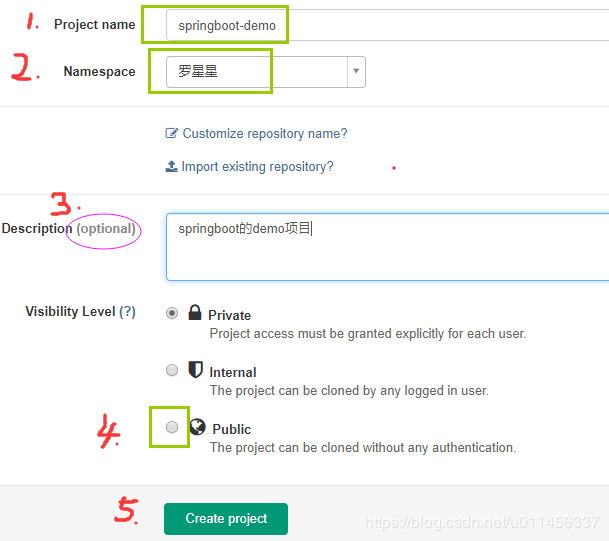 1. Project name springboot-demo
2. Namespace 罗星星
Customize repository name?
Import existing repository?
3.
Description (optional) springboot的demo项目
Visibility Level (?) Private
Project access must be granted explicitly for each user.
Internal
The project can be cloned by any logged in user.
4. Public
The project can be cloned without any authentication.
5. Create project
https://blog.csdn.net/u011456337